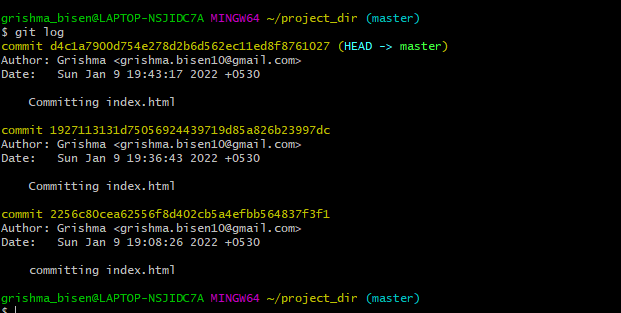 grishma_bisen@LAPTOP-NSJIDC7A MINGW64 ~/project_dir (master)
$ git log
commit d4c1a7900d754e278d2b6d562ec11ed8f8761027 (HEAD -> master)
Author: Grishma <grishma.bisen10@gmail.com>
Date:   Sun Jan 9 19:43:17 2022 +0530

    Committing index.html

commit 1927113131d75056924439719d85a826b23997dc
Author: Grishma <grishma.bisen10@gmail.com>
Date:   Sun Jan 9 19:36:43 2022 +0530

    Committing index.html

commit 2256c80cea62556f8d402cb5a4efbb564837f3f1
Author: Grishma <grishma.bisen10@gmail.com>
Date:   Sun Jan 9 19:08:26 2022 +0530

    committing index.html

grishma_bisen@LAPTOP-NSJIDC7A MINGW64 ~/project_dir (master)
$